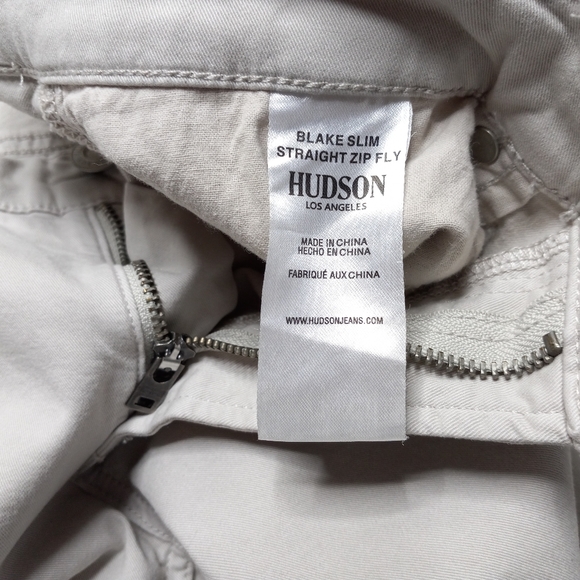 BLAKE SLIM
STRAIGHT ZIP FLY
HUDSON
LOS ANGELES
MADE IN CHINA
HECHO EN CHINA
FABRIQUÉ AUX CHINA
WWW.HUDSONJEANS.COM